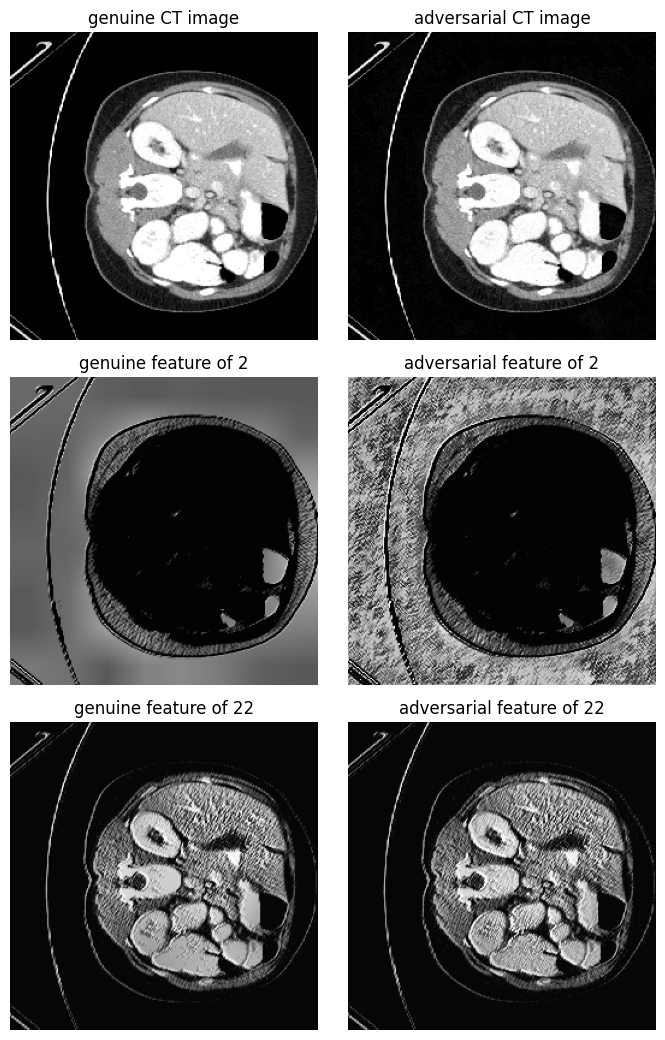 genuine CT image
adversarial CT image
genuine feature of 2
adversarial feature of 2
genuine feature of 22
adversarial feature of 22